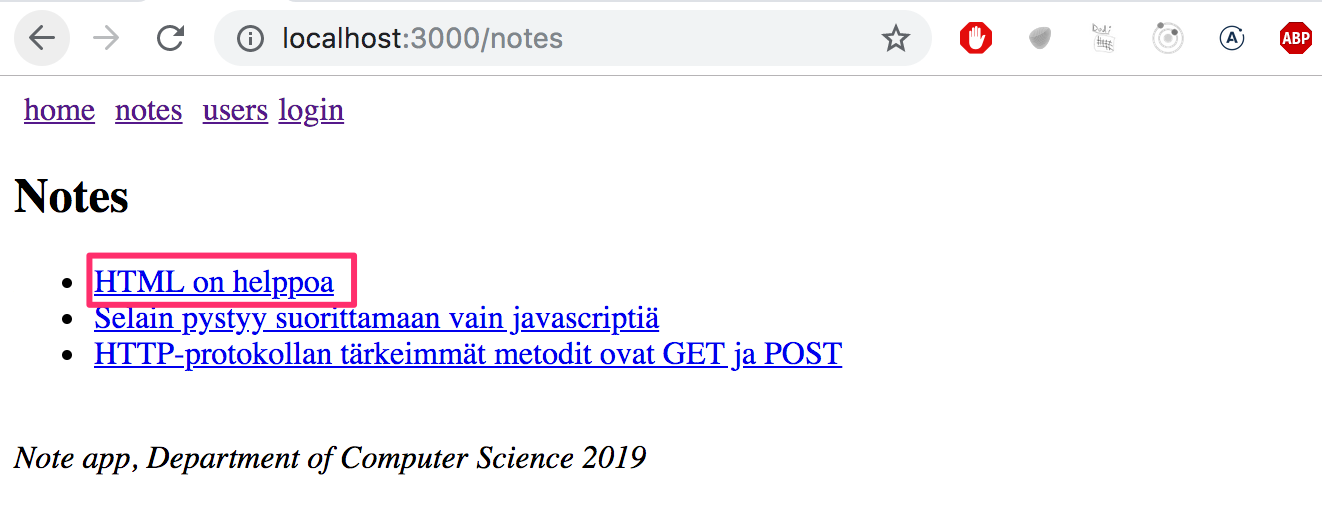 localhost:3000/notes
A
ABP
home notes users login
Notes
HTML on helppoa
Selain pystyy suorittamaan vain javascriptiä
HTTP-protokollan tärkeimmät metodit ovat GET ja POST
Note app, Department of Computer Science 2019